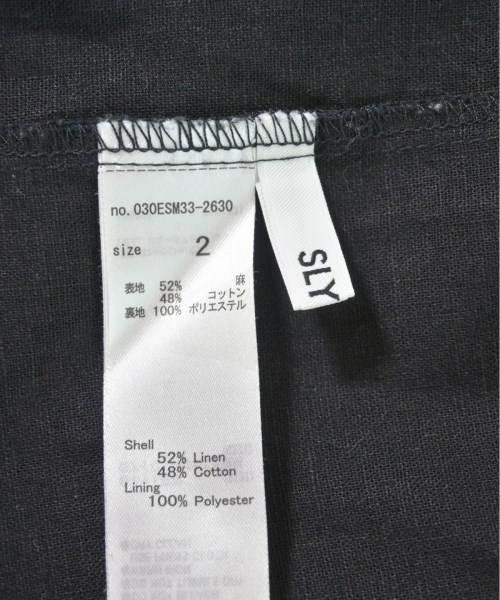 no. 030ESM33-2630
size 2
表地 52% 麻
48% コットン
裏地 100% ポリエステル
Shell
52% Linen
48% Cotton
Lining
100% Polyester
SLY